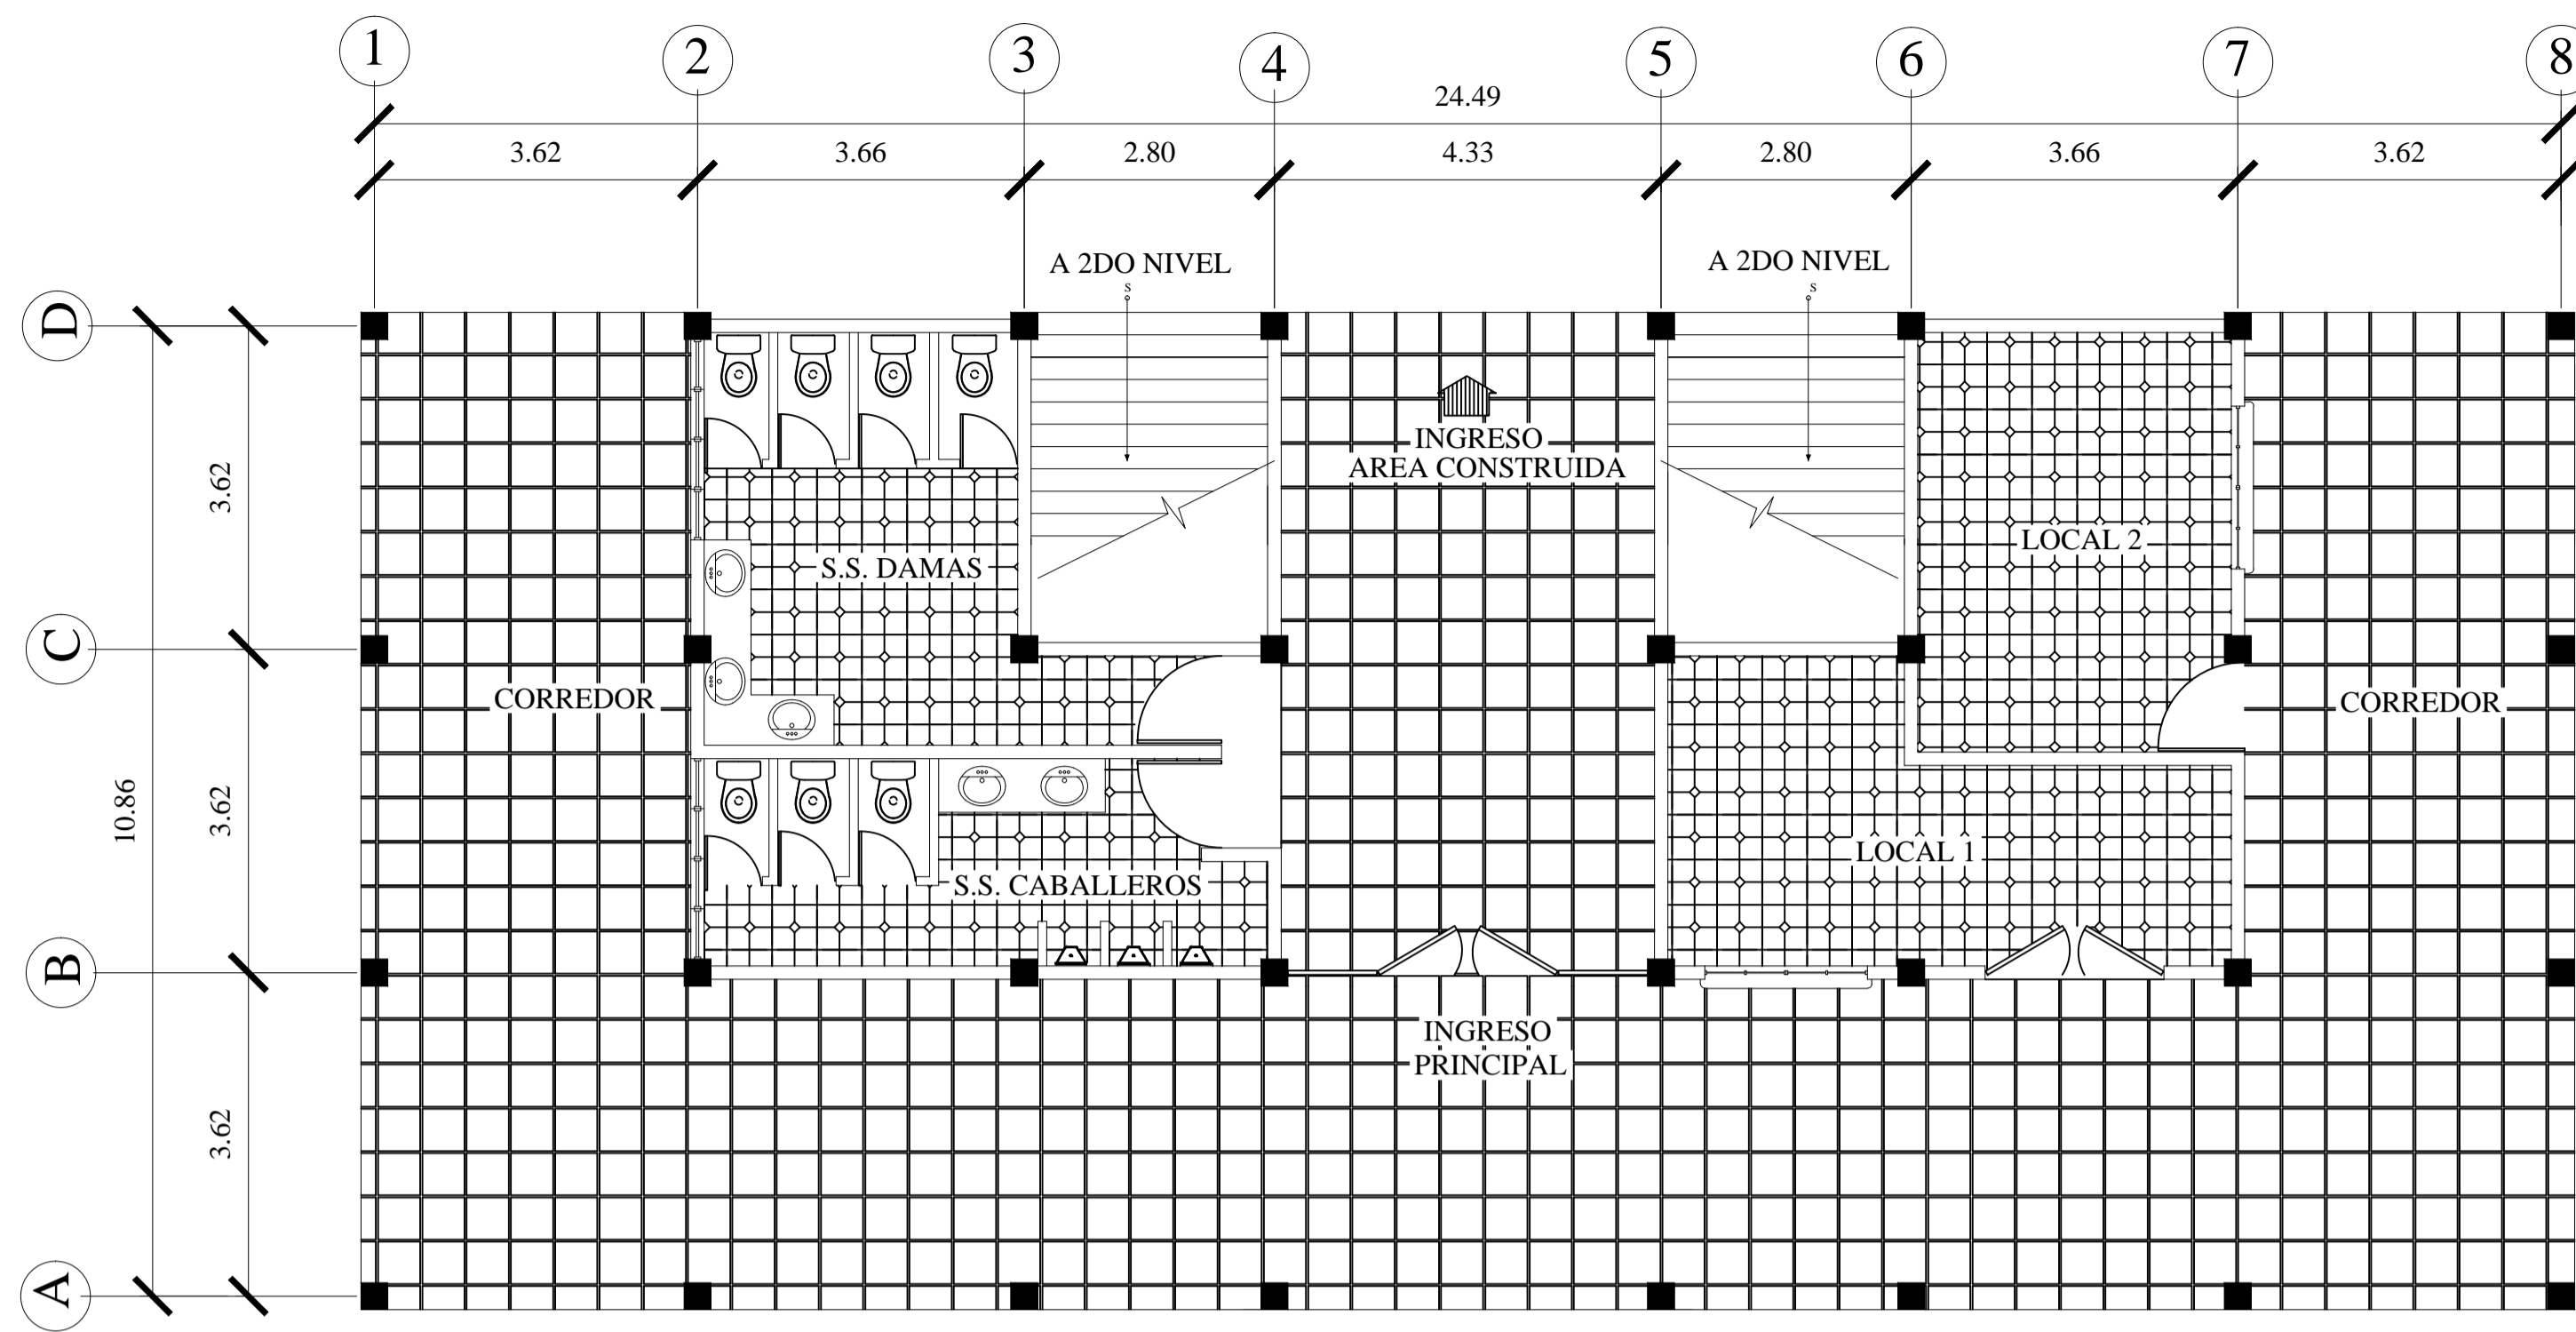 1 2 3 4 5 6 7 8
24.49
3.62 3.66 2.80 4.33 2.80 3.66 3.62
A 2DO NIVEL A 2DO NIVEL
S S
D
INGRESO
AREA CONSTRUIDA
3.62
LOCAL 2
S.S. DAMAS
C
CORREDOR CORREDOR
10.86 3.62
LOCAL 1
S.S. CABALLEROS
B
INGRESO
PRINCIPAL
3.62
A